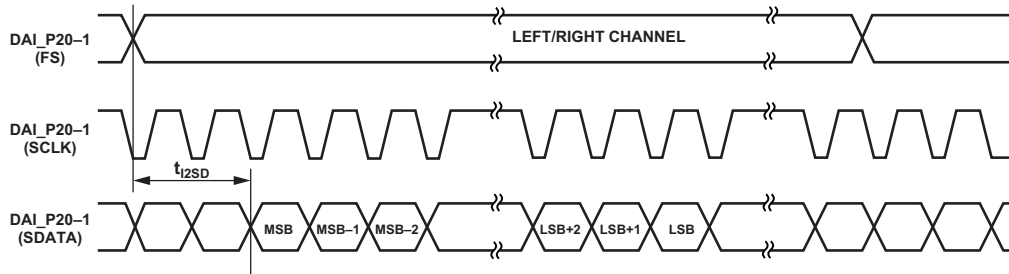 DAI_P20–1
(FS)
LEFT/RIGHT CHANNEL
DAI_P20–1
(SCLK)
tI2SD
DAI_P20–1
(SDATA)
MSB
MSB–1
MSB–2
LSB+2
LSB+1
LSB